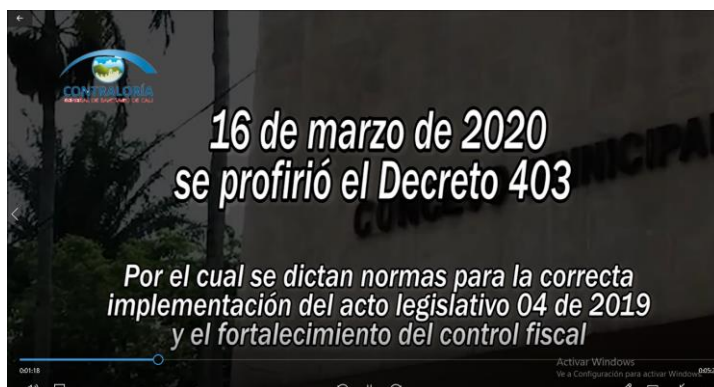 CONTRALORÍA
16 de marzo de 2020
se profirió el Decreto 403
Por el cual se dictan normas para la correcta
implementación del acto legislativo 04 de 2019
y el fortalecimiento del control fiscal
Activar Windows
Ve a Configuración para activar Windows.
0:01:18